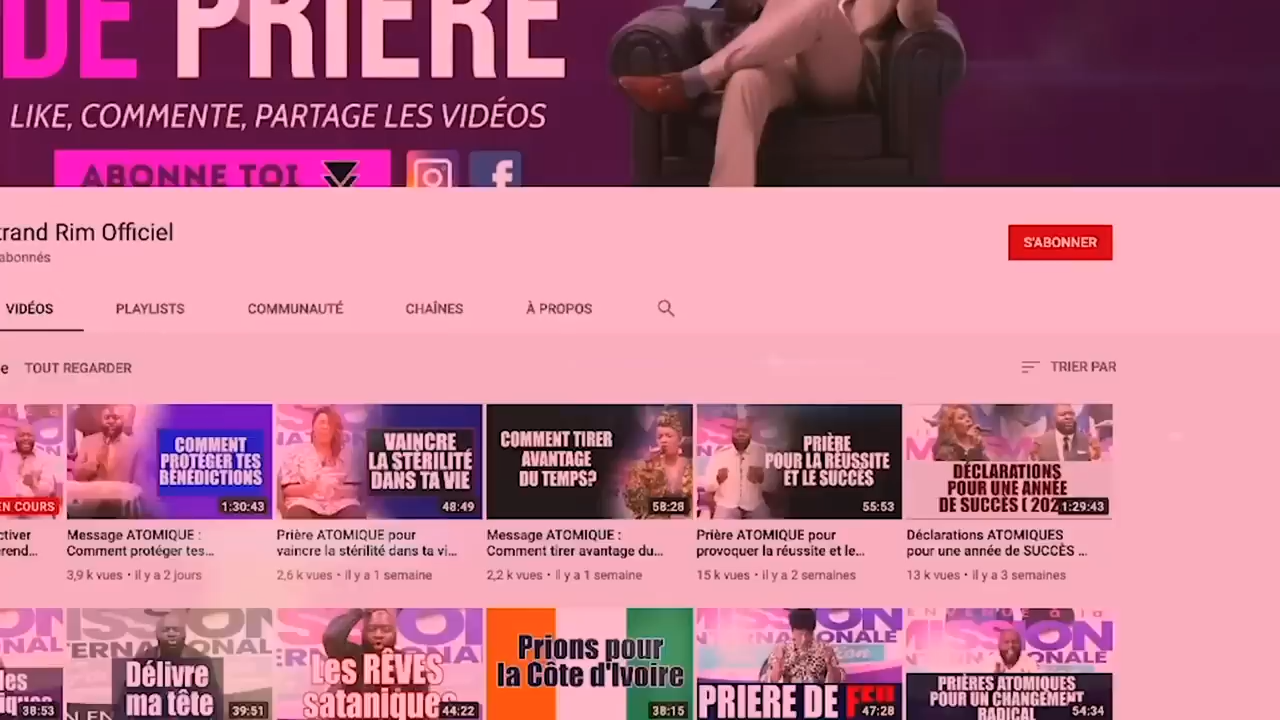 DE PRIÈRE
LIKE, COMMENTE, PARTAGE LES VIDÉOS
ABONNE TOI
trand Rim Officiel
abonnés
S'ABONNER
VIDÉOS PLAYLISTS COMMUNAUTÉ CHAÎNES À PROPOS
e TOUT REGARDER
TRIER PAR
EN COURS
COMMENT
PROTÉGER TES
BÉNÉDICTIONS
1:30:43
VAINCRE
LA STÉRILITÉ
DANS TA VIE
48:49
COMMENT TIRER
AVANTAGE
DU TEMPS?
58:28
PRIÈRE
POUR LA RÉUSSITE
ET LE SUCCÈS
55:53
DÉCLARATIONS
POUR UNE ANNÉE
DE SUCCÈS ( 202
1:29:43
ctiver
rend...
Message ATOMIQUE :
Comment protéger tes...
3,9 k vues • il y a 2 jours
Prière ATOMIQUE pour
vaincre la stérilité dans ta vi...
2,6 k vues • il y a 1 semaine
Message ATOMIQUE :
Comment tirer avantage du...
2,2 k vues • il y a 1 semaine
Prière ATOMIQUE pour
provoquer la réussite et le...
15 k vues • il y a 2 semaines
Déclarations ATOMIQUES
pour une année de SUCCÈS ...
13 k vues • il y a 3 semaines
38:53
Délivre
ma tête
39:51
Les RÊVES
sataniques
44:22
Prions pour
la Côte d'Ivoire
38:15
PRIERE DE FEU
47:28
MISSION
PRIÈRES ATOMIQUES
POUR UN CHANGEMENT
RADICAL
54:34